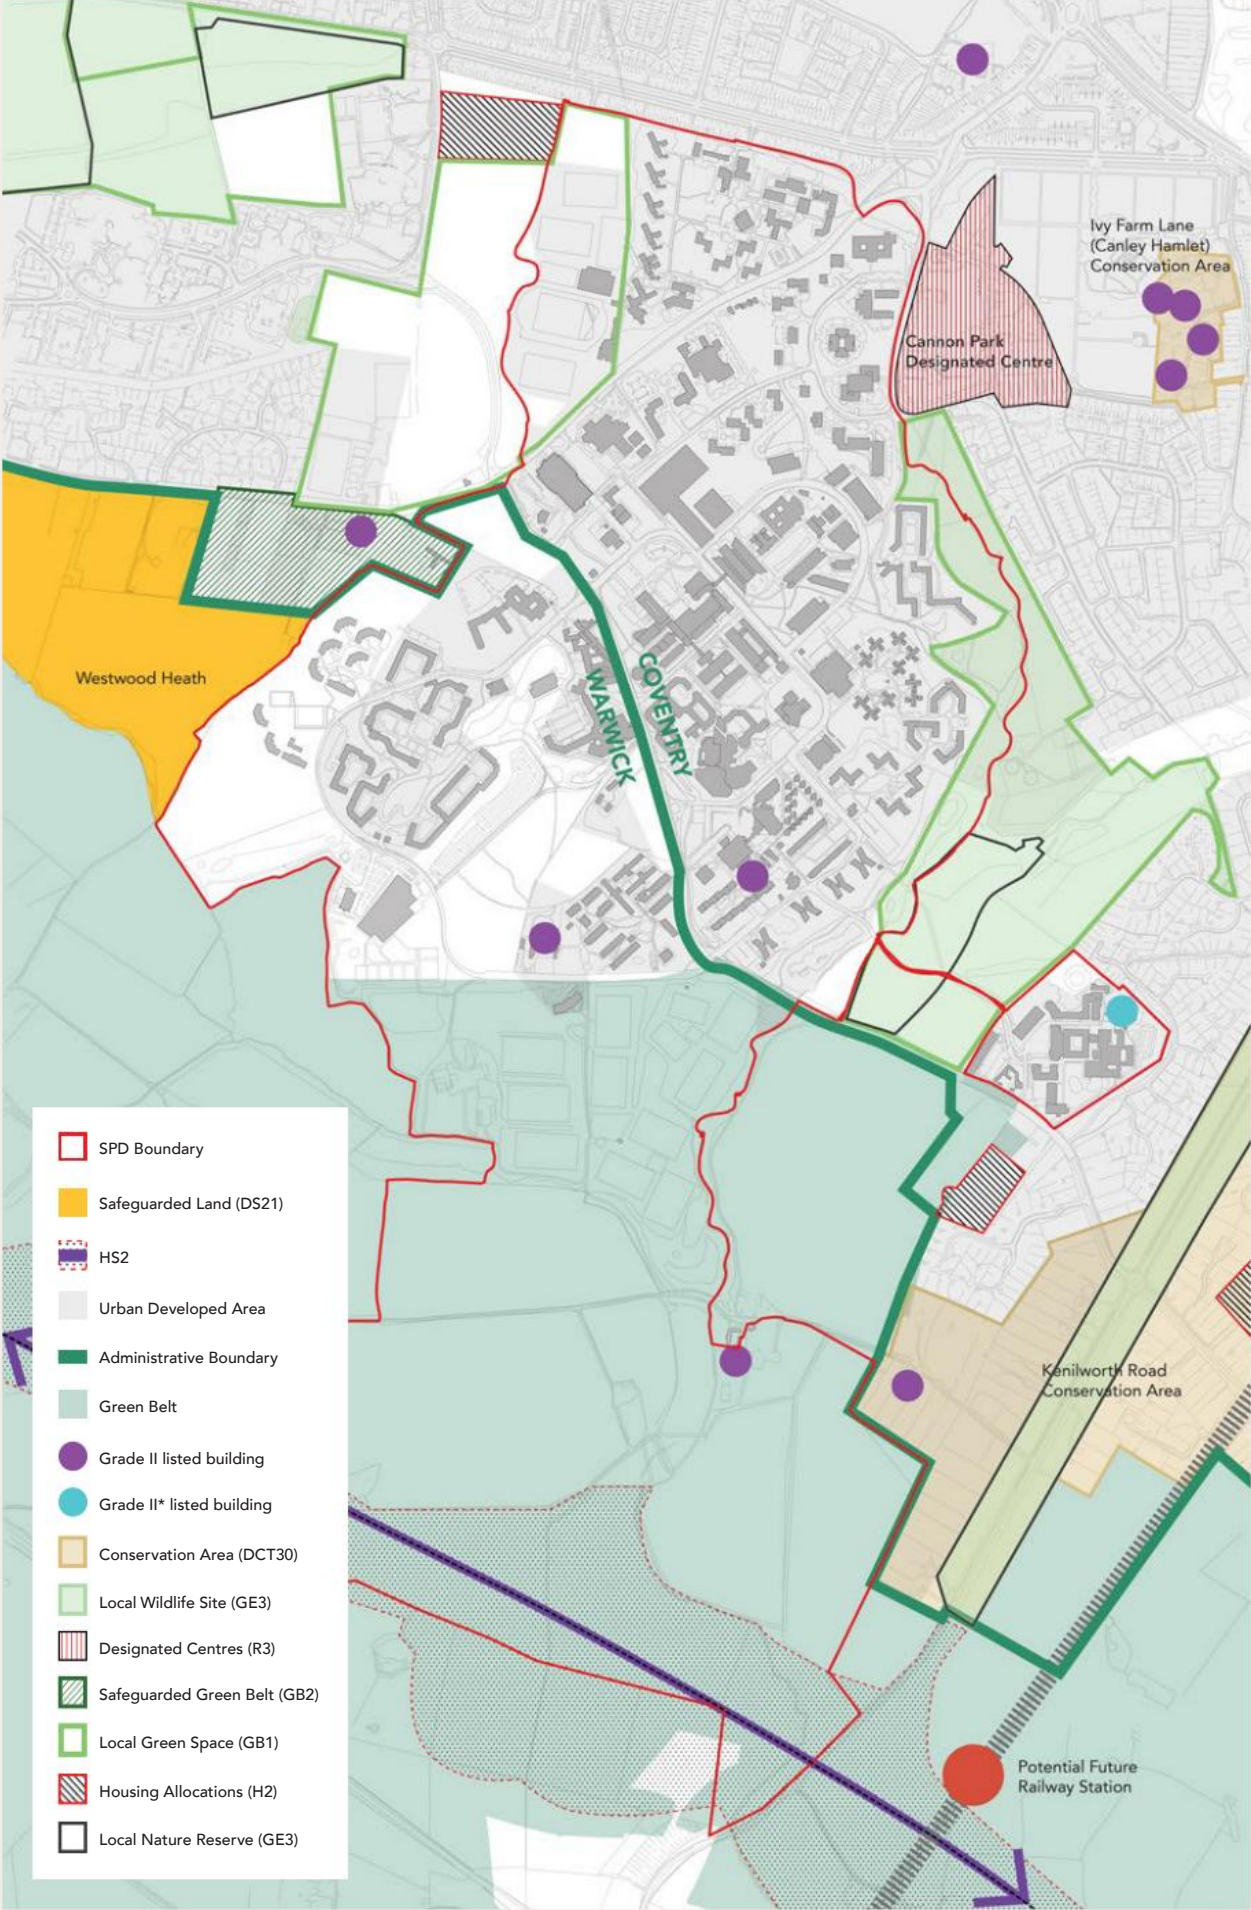 Ivy Farm Lane
(Canley Hamlet)
Conservation Area
Cannon Park
Designated Centre
Westwood Heath
COVENTRY
WARWICK
Kenilworth Road
Conservation Area
Potential Future
Railway Station
SPD Boundary
Safeguarded Land (DS21)
HS2
Urban Developed Area
Administrative Boundary
Green Belt
Grade II listed building
Grade II* listed building
Conservation Area (DCT30)
Local Wildlife Site (GE3)
Designated Centres (R3)
Safeguarded Green Belt (GB2)
Local Green Space (GB1)
Housing Allocations (H2)
Local Nature Reserve (GE3)